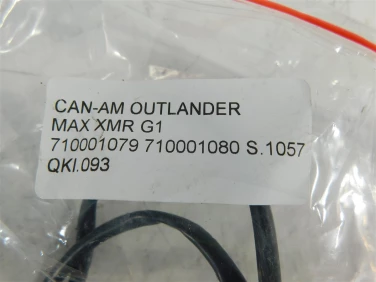 CAN-AM OUTLANDER
MAX XMR G1
710001079 710001080 S.1057
QKI.093